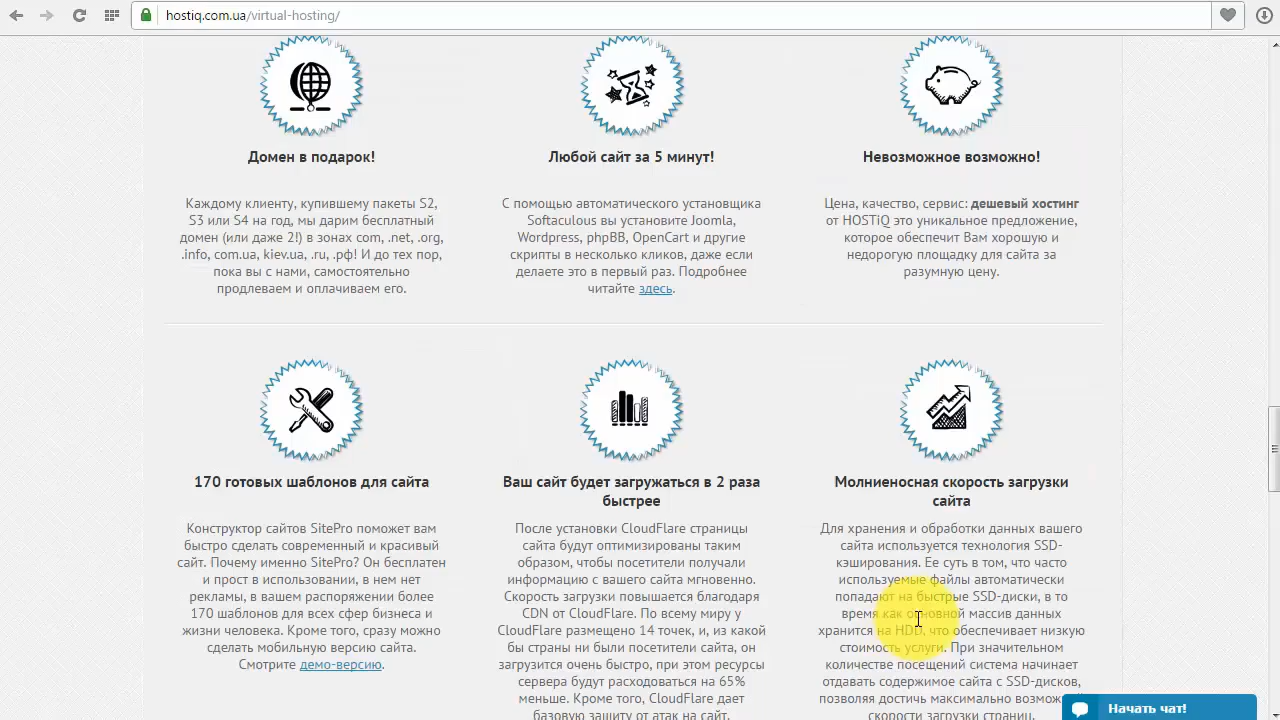 hostiq.com.ua/virtual-hosting/
Домен в подарок!
Каждому клиенту, купившему пакеты S2,
S3 или S4 на год, мы дарим бесплатный
домен (или даже 2!) в зонах com, .net, .org,
.info, com.ua, kiev.ua, .ru, .рф! И до тех пор,
пока вы с нами, самостоятельно
продлеваем и оплачиваем его.
Любой сайт за 5 минут!
С помощью автоматического установщика
Softaculous вы установите Joomla,
Wordpress, phpBB, OpenCart и другие
скрипты в несколько кликов, даже если
делаете это в первый раз. Подробнее
читайте здесь.
Невозможное возможно!
Цена, качество, сервис: дешевый хостинг
от HOSTiQ это уникальное предложение,
которое обеспечит Вам хорошую и
недорогую площадку для сайта за
разумную цену.
170 готовых шаблонов для сайта
Конструктор сайтов SitePro поможет вам
быстро сделать современный и красивый
сайт. Почему именно SitePro? Он бесплатен
и прост в использовании, в нем нет
рекламы, в вашем распоряжении более
170 шаблонов для всех сфер бизнеса и
жизни человека. Кроме того, сразу можно
сделать мобильную версию сайта.
Смотрите демо-версию.
Ваш сайт будет загружаться в 2 раза
быстрее
После установки CloudFlare страницы
сайта будут оптимизированы таким
образом, чтобы посетители получали
информацию с вашего сайта мгновенно.
Скорость загрузки повышается благодаря
CDN от CloudFlare. По всему миру у
CloudFlare размещено 14 точек, и, из какой
бы страны ни были посетители сайта, он
загрузится очень быстро, при этом ресурсы
сервера будут расходоваться на 65%
меньше. Кроме того, CloudFlare дает
базовую защиту от атак на сайт.
Молниеносная скорость загрузки
сайта
Для хранения и обработки данных вашего
сайта используется технология SSD-
кэширования. Ее суть в том, что часто
используемые файлы автоматически
попадают на быстрые SSD-диски, в то
время как основной массив данных
хранится на HDD, что обеспечивает низкую
стоимость услуги. При значительном
количестве посещений система начинает
отдавать содержимое сайта с SSD-дисков,
позволяя достичь максимально
скорости загрузки страниц.
Начать чат!